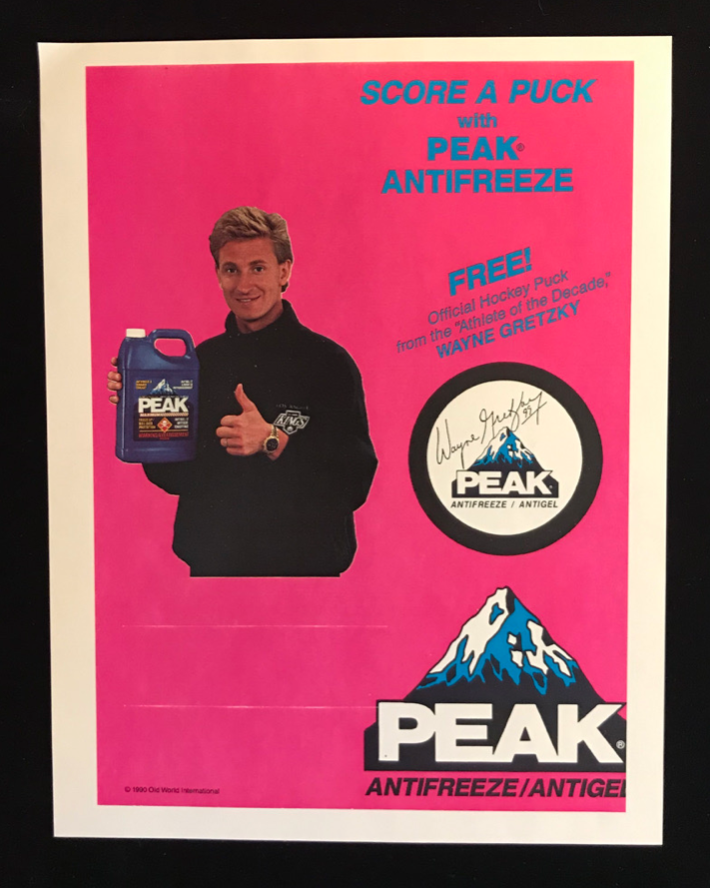 SCORE A PUCK
with
PEAK®
ANTIFREEZE
FREE!
Official Hockey Puck
from the "Athlete of the Decade,"
WAYNE GRETZKY
PEAK
KINGS
Wayne Gretzky 99
PEAK
ANTIFREEZE / ANTIGEL
PEAK®
ANTIFREEZE/ANTIGEL
© 1990 Old World International